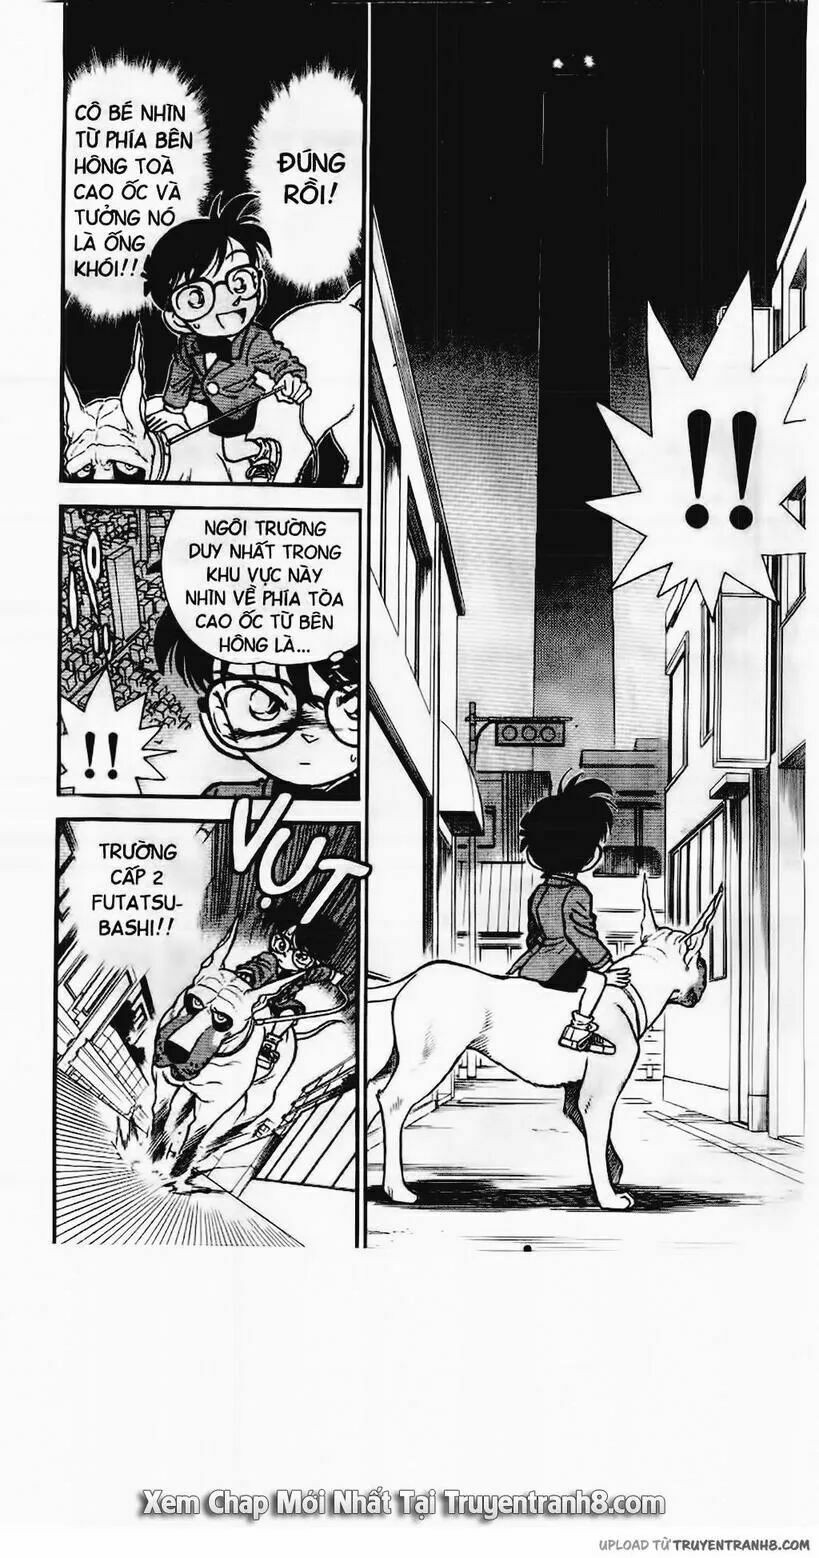 !!
ĐÚNG
RỒI!
CÔ BÉ NHÌN
TỪ PHÍA BÊN
HÔNG TOÀ
CAO ỐC VÀ
TƯỞNG NÓ
LÀ ỐNG
KHÓI!!
NGÔI TRƯỜNG
DUY NHẤT TRONG
KHU VỰC NÀY
NHÌN VỀ PHÍA TÒA
CAO ỐC TỪ BÊN
HÔNG LÀ...
!!
VỤT
TRƯỜNG
CẤP 2
FUTATSU-
BASHI!!
Xem Chap Mới Nhất Tại Truyentranh8.com
UPLOAD TỪ TRUYENTRANH8.COM